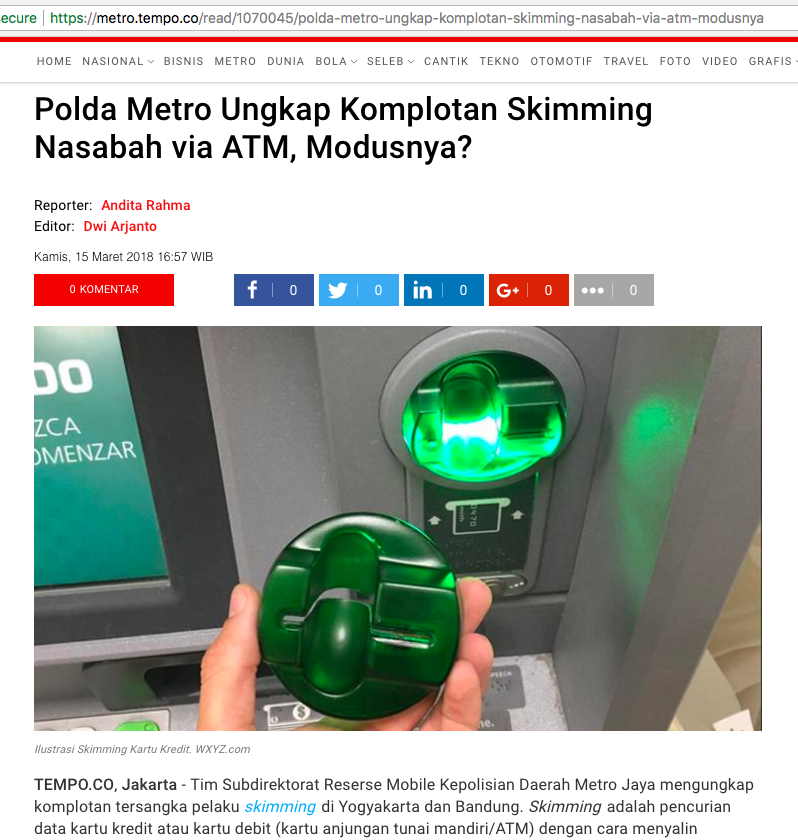 ecure | https://metro.tempo.co/read/1070045/polda-metro-ungkap-komplotan-skimming-nasabah-via-atm-modusnya
HOME NASIONAL BISNIS METRO DUNIA BOLA SELEB CANTIK TEKNO OTOMOTIF TRAVEL FOTO VIDEO GRAFIS
Polda Metro Ungkap Komplotan Skimming
Nasabah via ATM, Modusnya?
Reporter: Andita Rahma
Editor: Dwi Arjanto
Kamis, 15 Maret 2018 16:57 WIB
0 KOMENTAR
f 0
0
in 0
G+ 0
0
DO
ZCA
OMENZAR
Ilustrasi Skimming Kartu Kredit. WXYZ.com
TEMPO.CO, Jakarta - Tim Subdirektorat Reserse Mobile Kepolisian Daerah Metro Jaya mengungkap
komplotan tersangka pelaku skimming di Yogyakarta dan Bandung. Skimming adalah pencurian
data kartu kredit atau kartu debit (kartu anjungan tunai mandiri/ATM) dengan cara menyalin